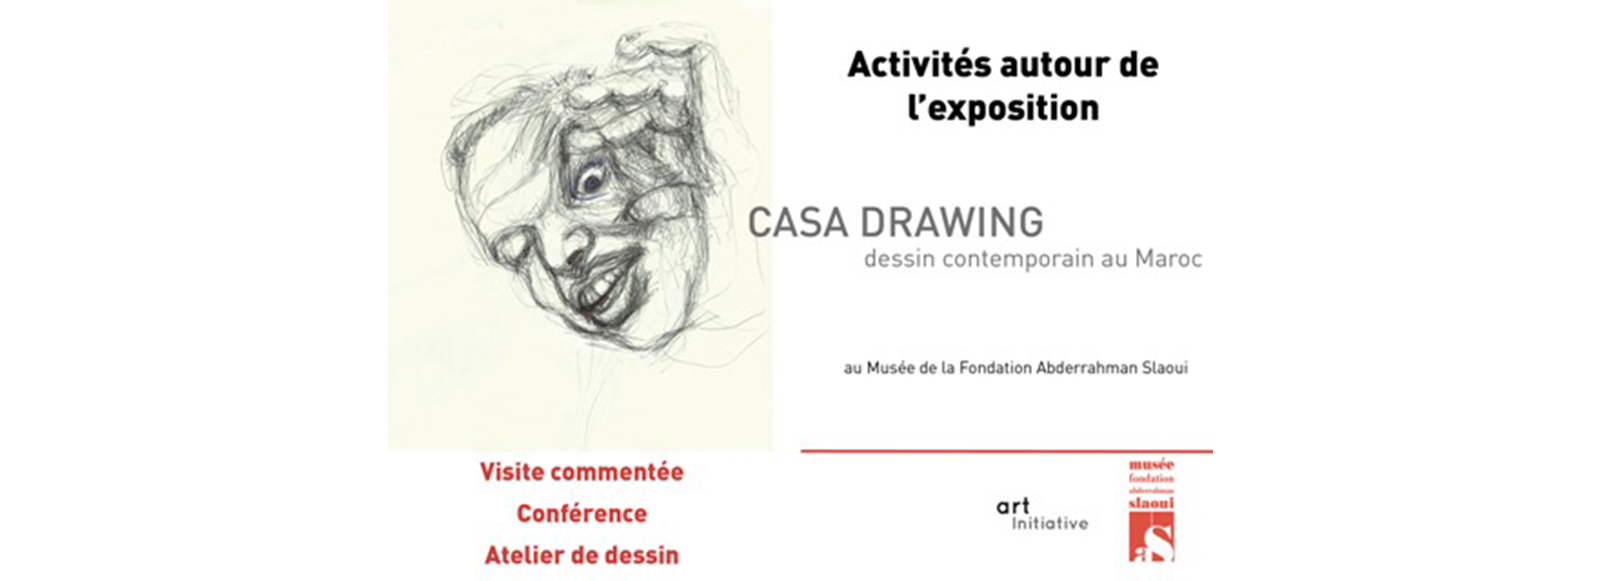 Activités autour de
l’exposition
CASA DRAWING
dessin contemporain au Maroc
au Musée de la Fondation Abderrahman Slaoui
Visite commentée
Conférence
Atelier de dessin
art
Initiative
musée
fondation
abderrahman
slaoui
aS